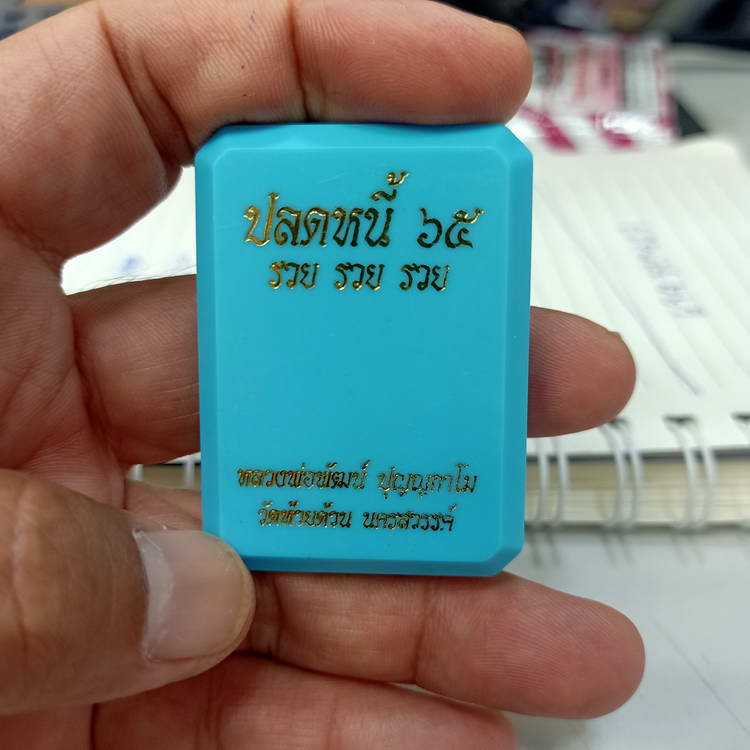 ปลดหนี้ ๖๕
รวย รวย รวย
หลวงพ่อพัฒน์ ปุญญกาโม
วัดห้วยด้วน นครสวรรค์